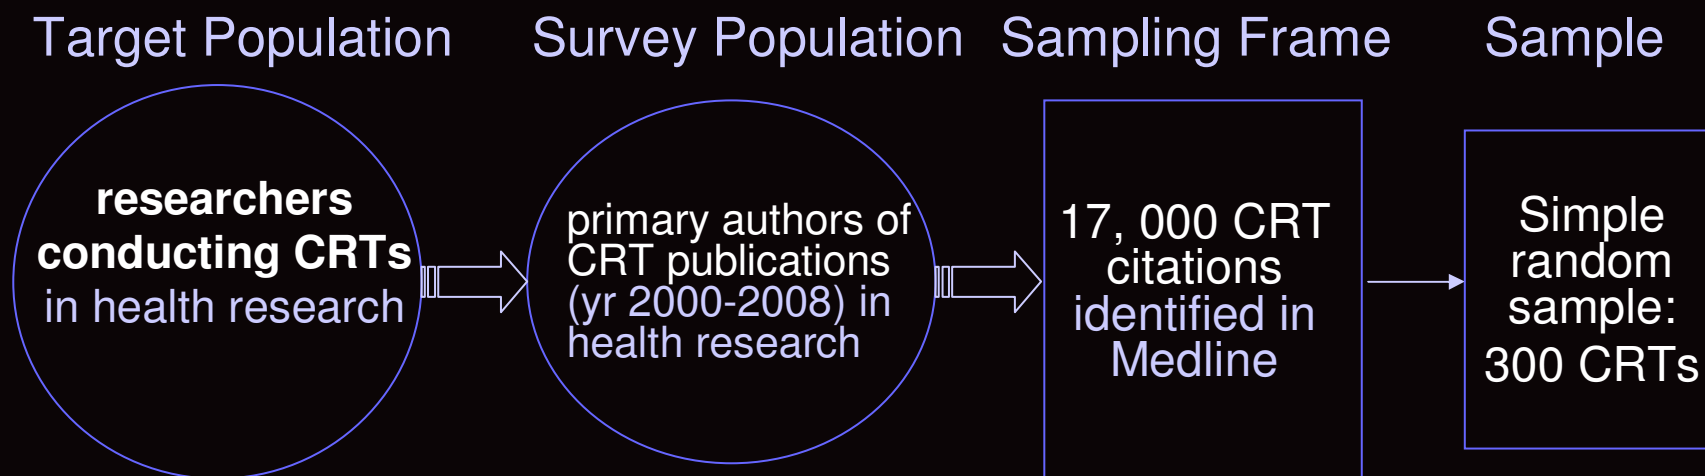 Target Population
Survey Population
Sampling Frame
Sample
researchers
conducting CRTs
in health research
primary authors of
CRT publications
(yr 2000-2008) in
health research
17, 000 CRT
citations
identified in
Medline
Simple
random
sample:
300 CRTs